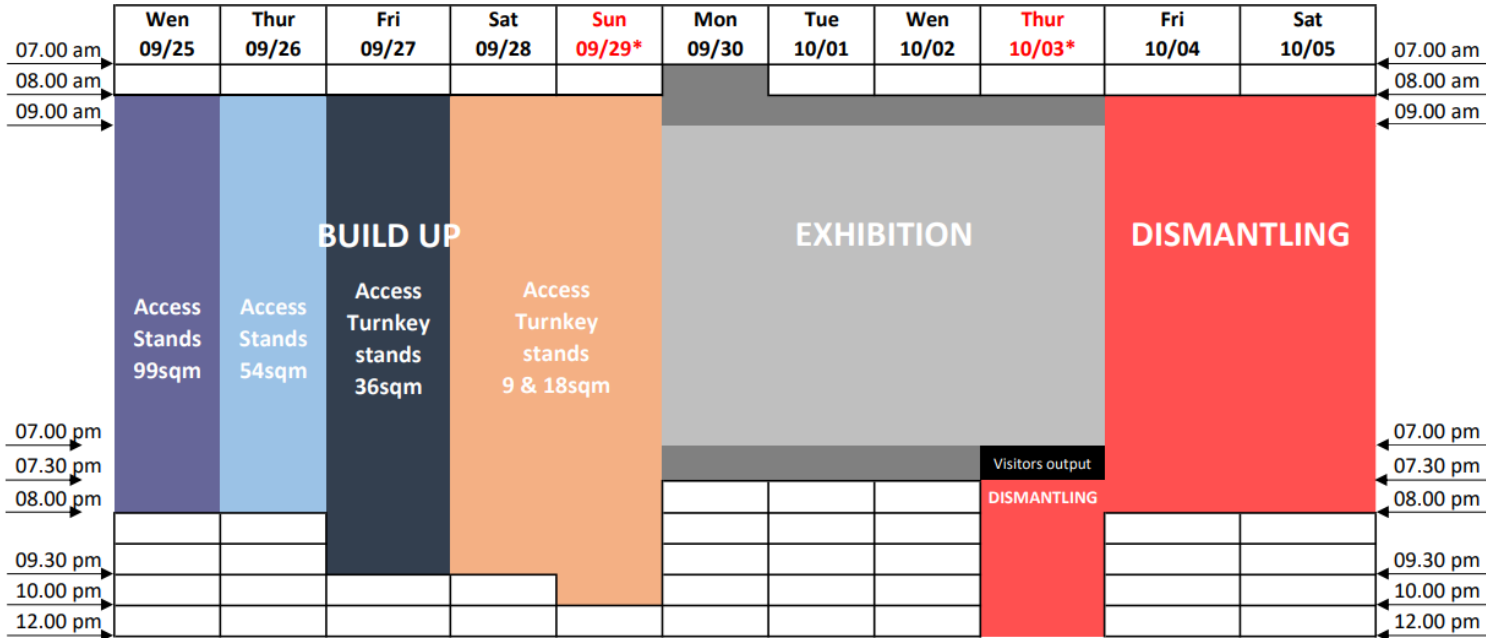 Wen Thur Fri Sat Sun Mon Tue Wen Thur Fri Sat
09/25 09/26 09/27 09/28 09/29* 09/30 10/01 10/02 10/03* 10/04 10/05
07.00 am 07.00 am
08.00 am 08.00 am
09.00 am 09.00 am
BUILD UP EXHIBITION DISMANTLING
Access
Stands
99sqm
Access
Stands
54sqm
Access
Turnkey
stands
36sqm
Access
Turnkey
stands
9 & 18sqm
07.00 pm 07.00 pm
Visitors output
07.30 pm 07.30 pm
DISMANTLING
08.00 pm 08.00 pm
09.30 pm 09.30 pm
10.00 pm 10.00 pm
12.00 pm 12.00 pm